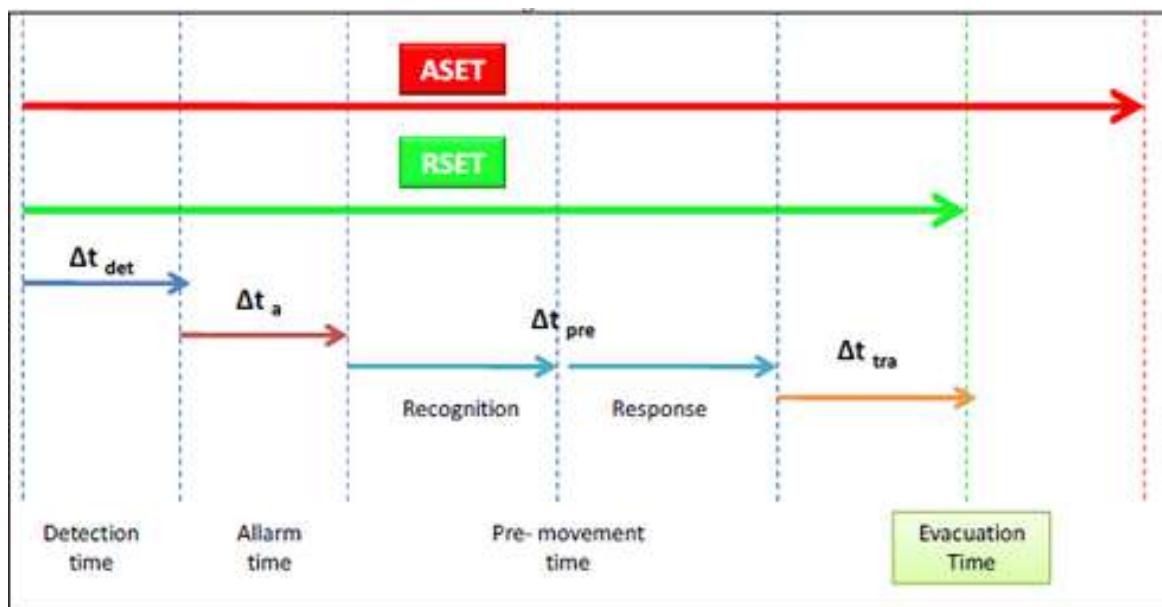 ASET
RSET
Δt det
Δt a
Δt pre
Δt tra
Recognition
Response
Detection
time
Allarm
time
Pre- movement
time
Evacuation
Time